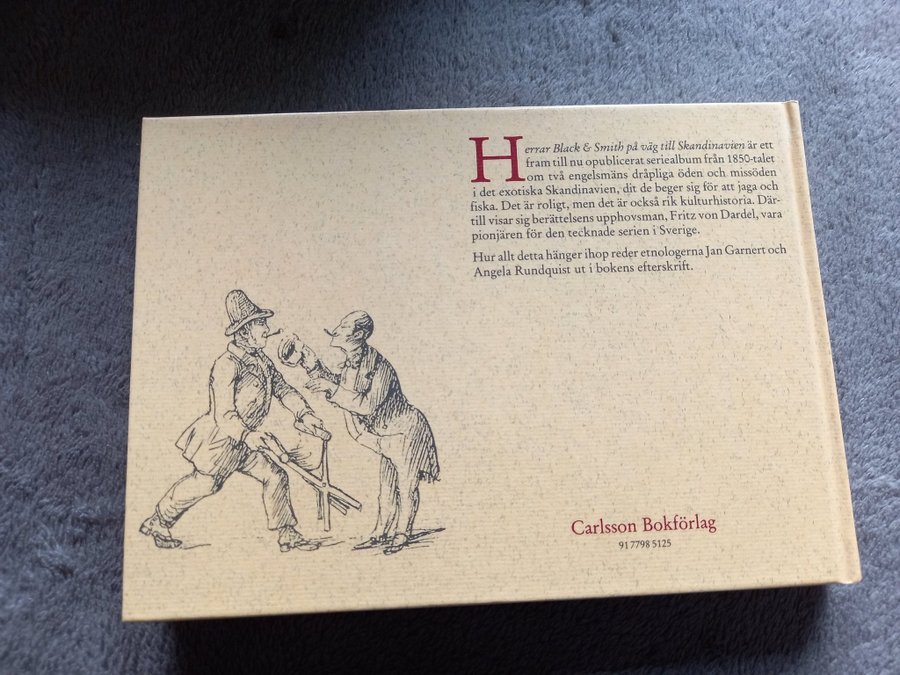 Herrar Black & Smith på väg till Skandinavien är ett
fram till nu opublicerat seriealbum från 1850-talet
om två engelsmäns dråpliga öden och missöden
i det exotiska Skandinavien, dit de beger sig för att jaga och
fiska. Det är roligt, men det är också rik kulturhistoria. Där-
till visar sig berättelsens upphovsman, Fritz von Dardel, vara
pionjären för den tecknade serien i Sverige.
Hur allt detta hänger ihop reder etnologerna Jan Garnert och
Angela Rundquist ut i bokens efterskrift.
Carlsson Bokförlag
91 7798 5125